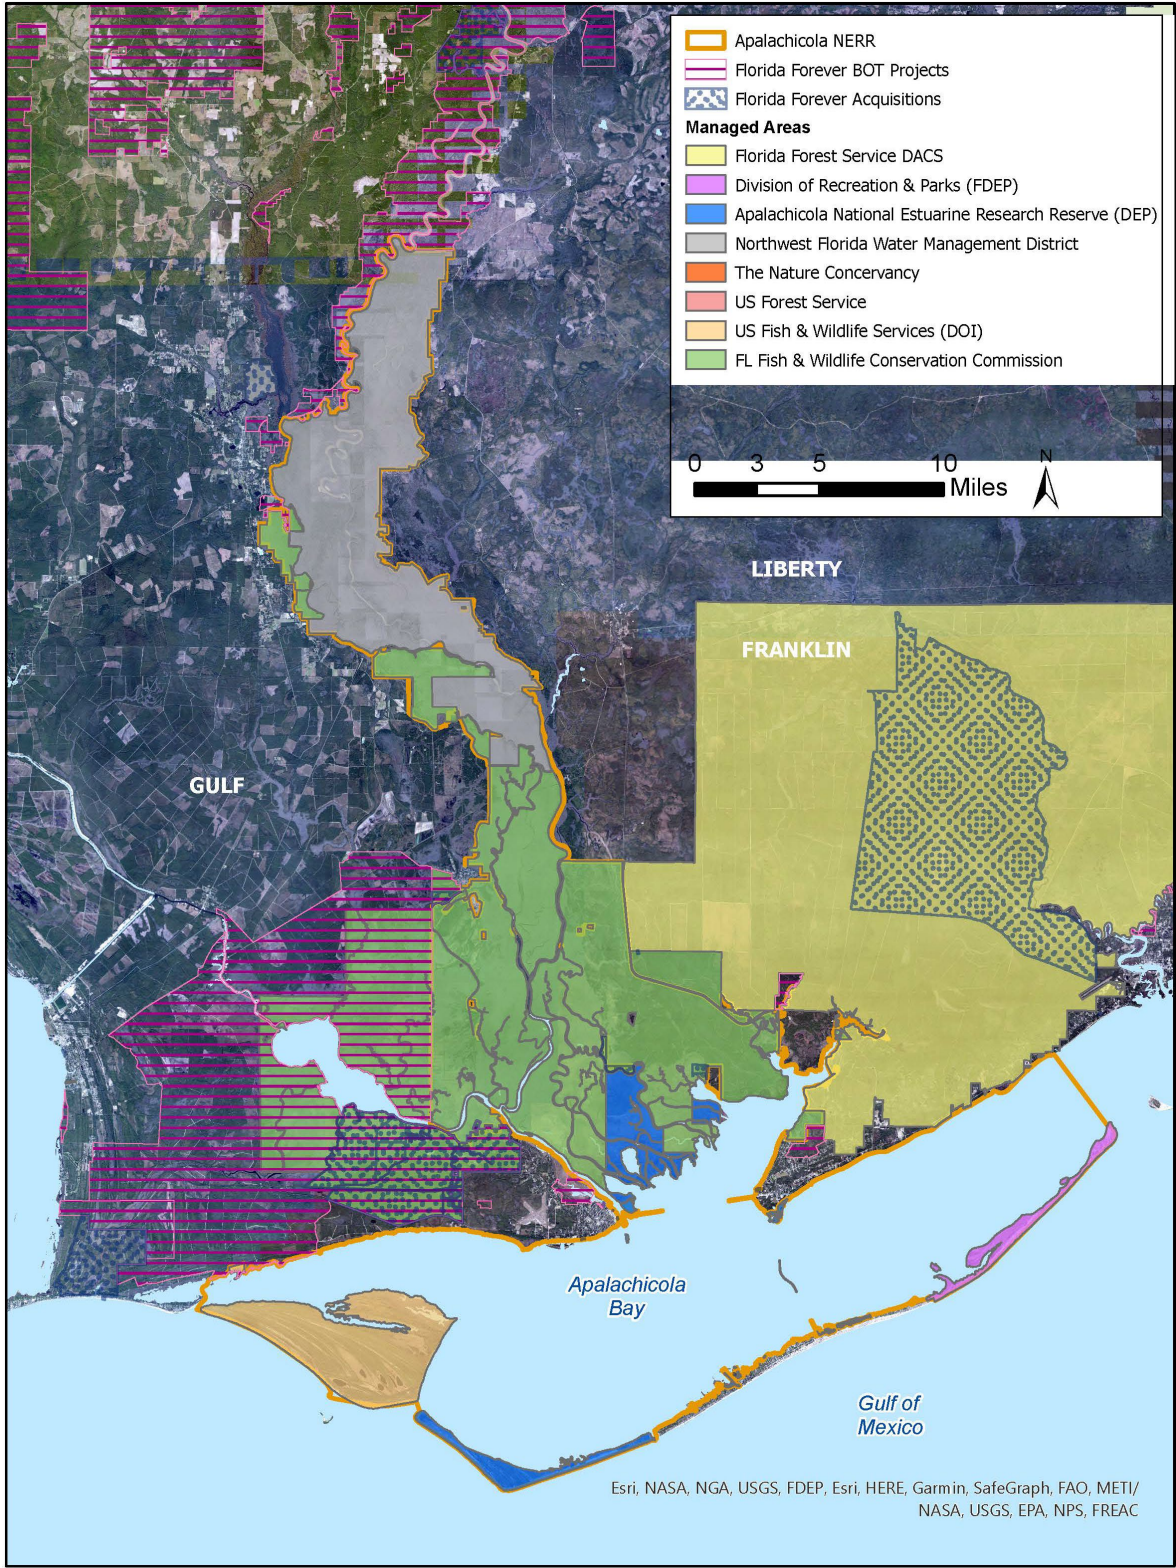 Apalachicola NERR
Florida Forever BOT Projects
Florida Forever Acquisitions
Managed Areas
Florida Forest Service DACS
Division of Recreation & Parks (FDEP)
Apalachicola National Estuarine Research Reserve (DEP)
Northwest Florida Water Management District
The Nature Concervancy
US Forest Service
US Fish & Wildlife Services (DOI)
FL Fish & Wildlife Conservation Commission
N
0 3 5 10
Miles
LIBERTY
FRANKLIN
GULF
Apalachicola
Bay
Gulf of
Mexico
Esri, NASA, NGA, USGS, FDEP, Esri, HERE, Garmin, SafeGraph, FAO, METI/
NASA, USGS, EPA, NPS, FREAC